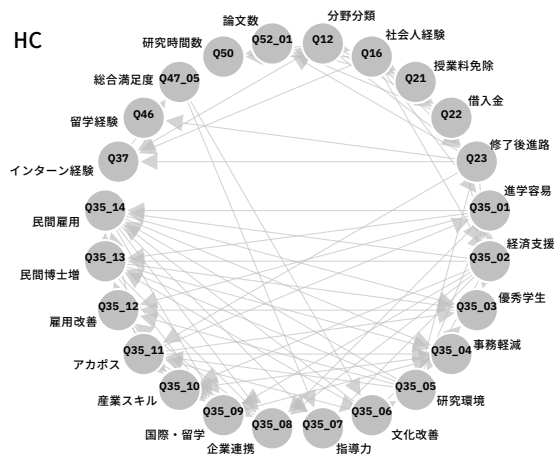 HC
論文数
Q52_01
分野分類
Q12
社会人経験
Q16
授業料免除
Q21
借入金
Q22
修了後進路
Q23
進学容易
Q35_01
経済支援
Q35_02
優秀学生
Q35_03
事務軽減
Q35_04
研究環境
Q35_05
文化改善
Q35_06
指導力
Q35_07
企業連携
Q35_08
国際・留学
Q35_09
産業スキル
Q35_10
アカポス
Q35_11
雇用改善
Q35_12
民間博士増
Q35_13
民間雇用
Q35_14
インターン経験
Q37
留学経験
Q46
総合満足度
Q47_05
研究時間数
Q50